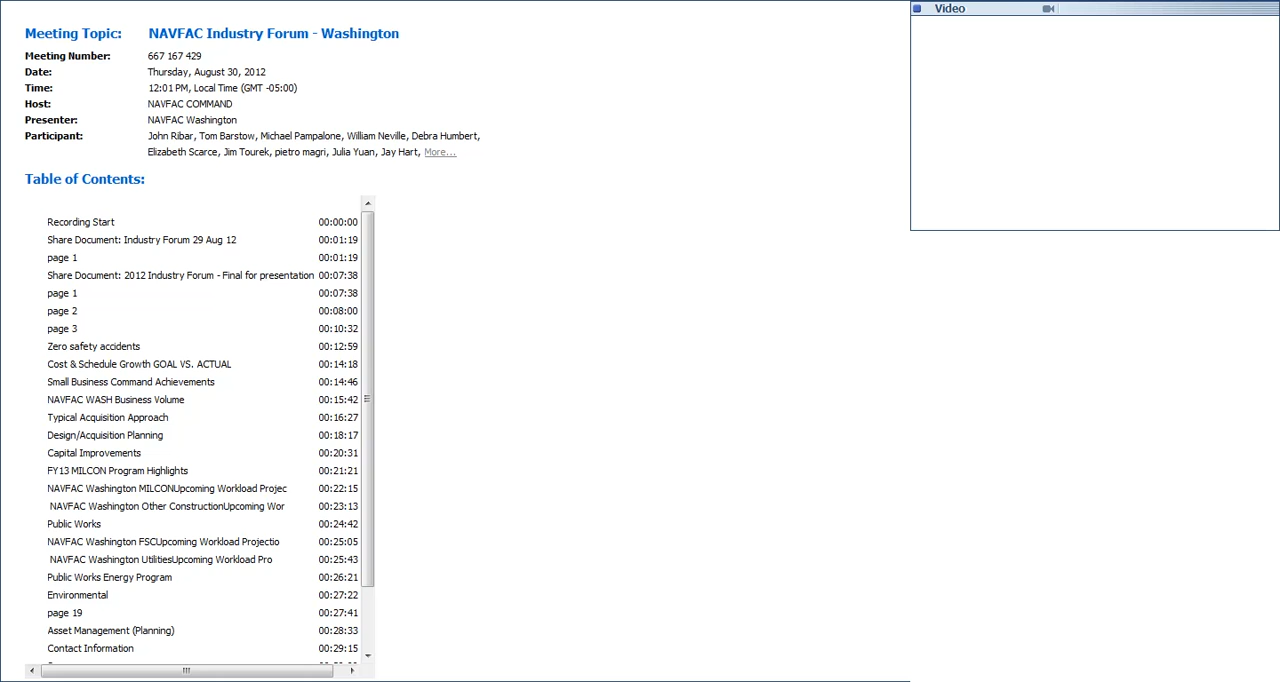 Video
Meeting Topic: NAVFAC Industry Forum - Washington
Meeting Number: 667 167 429
Date: Thursday, August 30, 2012
Time: 12:01 PM, Local Time (GMT -05:00)
Host: NAVFAC COMMAND
Presenter: NAVFAC Washington
Participant: John Ribar, Tom Barstow, Michael Pampalone, William Neville, Debra Humbert,
Elizabeth Scarce, Jim Tourek, pietro magri, Julia Yuan, Jay Hart, More...
Table of Contents:
Recording Start 00:00:00
Share Document: Industry Forum 29 Aug 12 00:01:19
page 1 00:01:19
Share Document: 2012 Industry Forum - Final for presentation 00:07:38
page 1 00:07:38
page 2 00:08:00
page 3 00:10:32
Zero safety accidents 00:12:59
Cost & Schedule Growth GOAL VS. ACTUAL 00:14:18
Small Business Command Achievements 00:14:46
NAVFAC WASH Business Volume 00:15:42
Typical Acquisition Approach 00:16:27
Design/Acquisition Planning 00:18:17
Capital Improvements 00:20:31
FY13 MILCON Program Highlights 00:21:21
NAVFAC Washington MILCONUpcoming Workload Projec 00:22:15
NAVFAC Washington Other ConstructionUpcoming Wor 00:23:13
Public Works 00:24:42
NAVFAC Washington FSCUpcoming Workload Projectio 00:25:05
NAVFAC Washington UtilitiesUpcoming Workload Pro 00:25:43
Public Works Energy Program 00:26:21
Environmental 00:27:22
page 19 00:27:41
Asset Management (Planning) 00:28:33
Contact Information 00:29:15